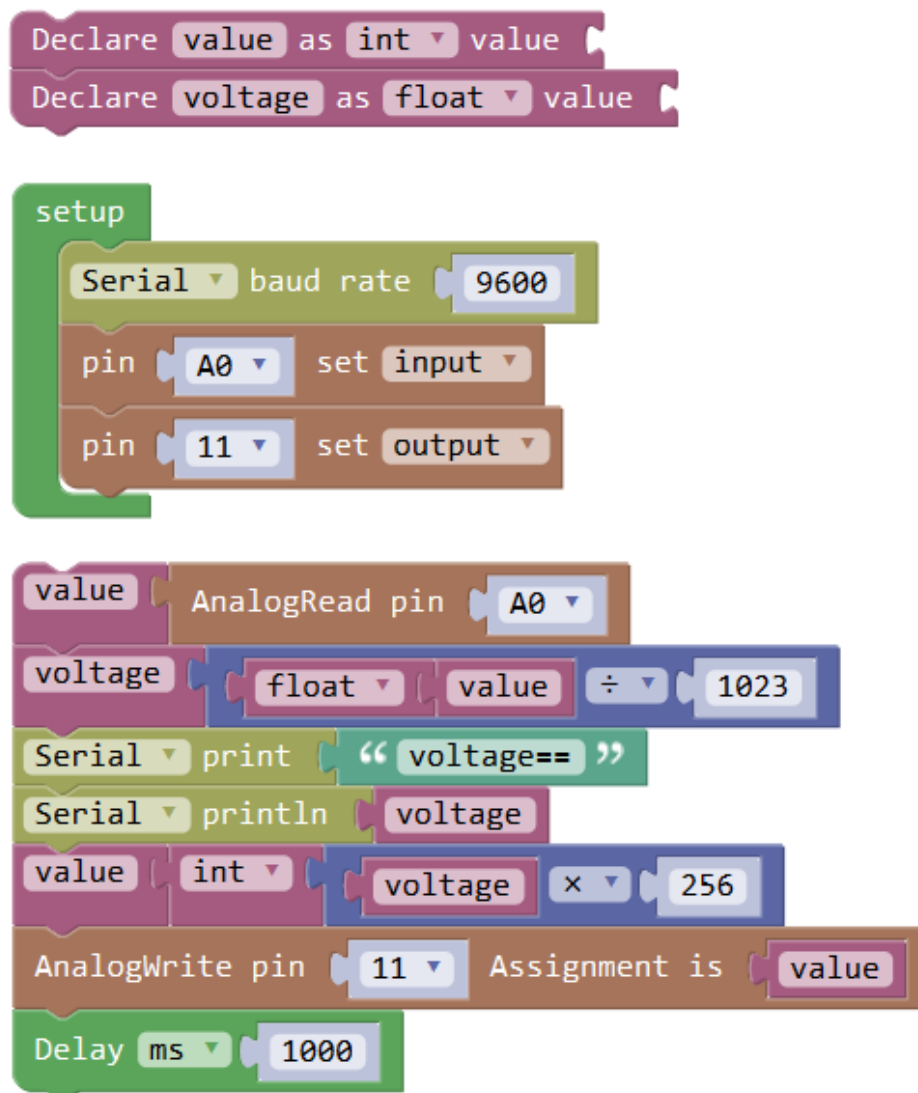 Declare value as int value
Declare voltage as float value
setup
Serial baud rate 9600
pin A0 set input
pin 11 set output
value AnalogRead pin A0
voltage float value ÷ 1023
Serial print “ voltage== ”
Serial println voltage
value int voltage × 256
AnalogWrite pin 11 Assignment is value
Delay ms 1000